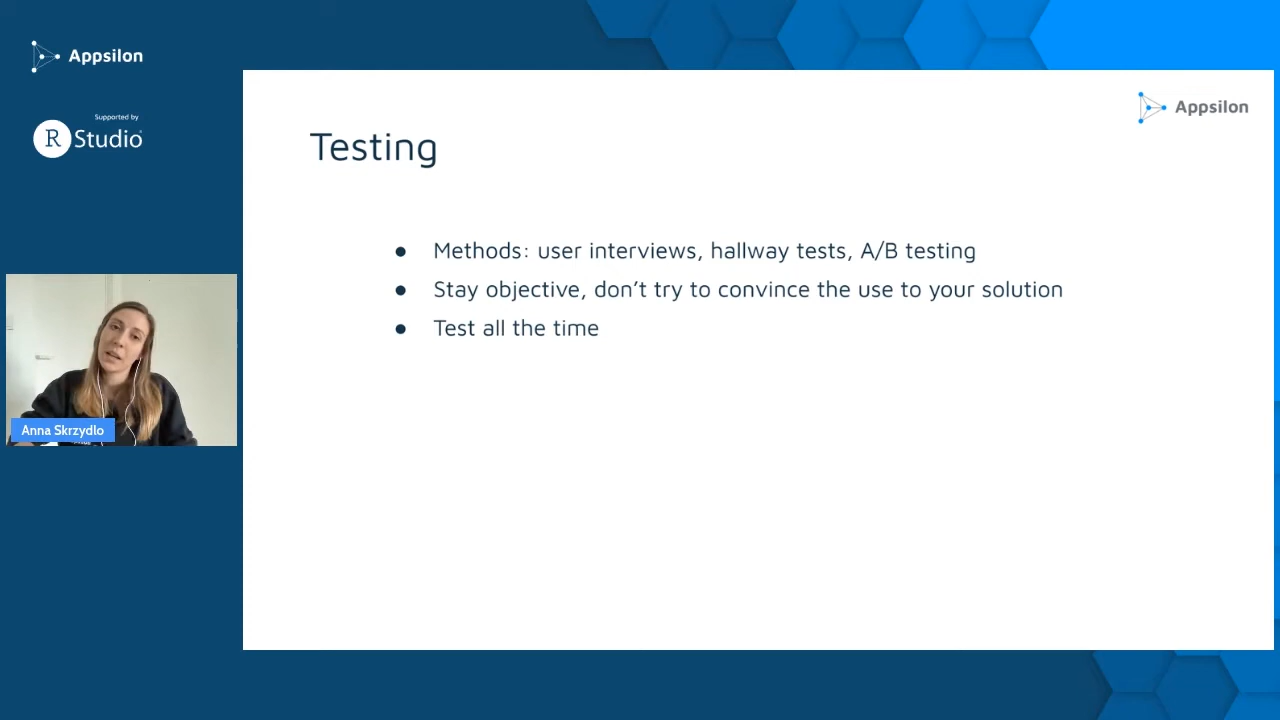 Appsilon
Supported by
R Studio
Appsilon
Testing
● Methods: user interviews, hallway tests, A/B testing
● Stay objective, don’t try to convince the use to your solution
● Test all the time
Anna Skrzydlo